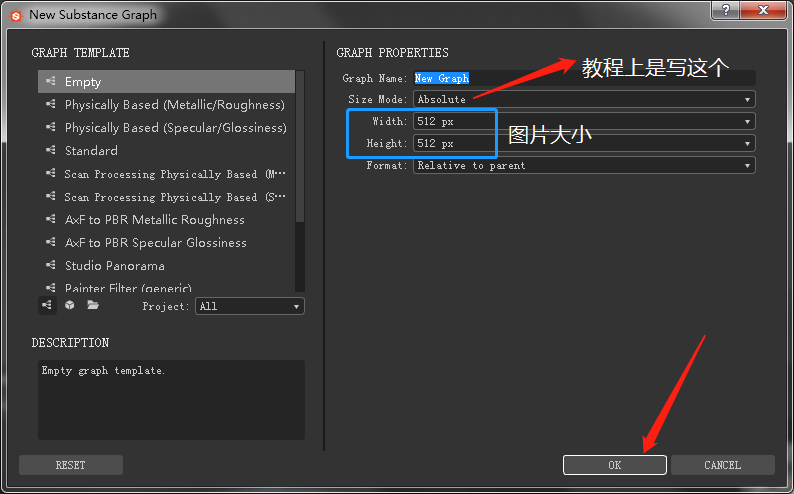 New Substance Graph
GRAPH TEMPLATE
Empty
Physically Based (Metallic/Roughness)
Physically Based (Specular/Glossiness)
Standard
Scan Processing Physically Based (M···
Scan Processing Physically Based (S···
AxF to PBR Metallic Roughness
AxF to PBR Specular Glossiness
Studio Panorama
Painter Filter (generic)
Project: All
DESCRIPTION
Empty graph template.
RESET
GRAPH PROPERTIES
Graph Name: New Graph
教程上是写这个
Size Mode: Absolute
Width: 512 px
图片大小
Height: 512 px
Format: Relative to parent
OK
CANCEL